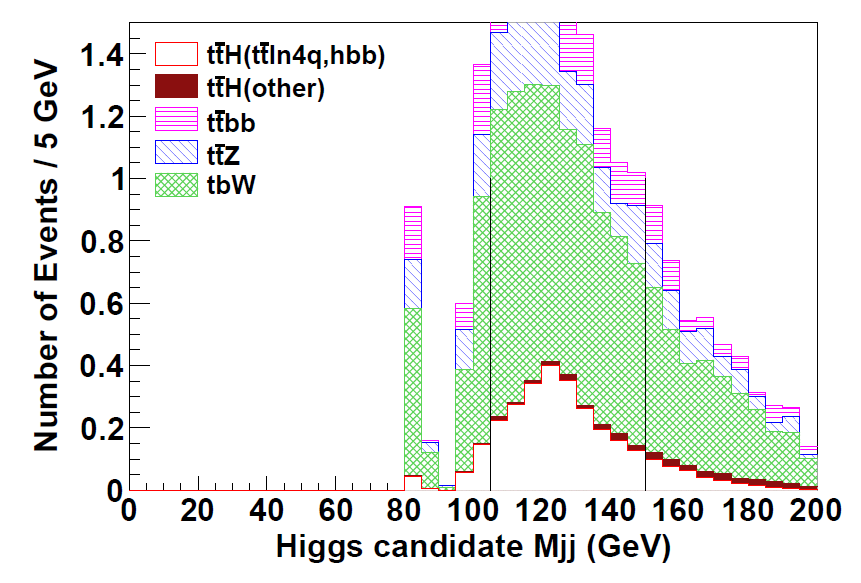 tt̄H(tt̄ln4q,hbb)
tt̄H(other)
tt̄bb
tt̄Z
tbW
Number of Events / 5 GeV
1.4
1.2
1
0.8
0.6
0.4
0.2
0
0 20 40 60 80 100 120 140 160 180 200
Higgs candidate Mjj (GeV)